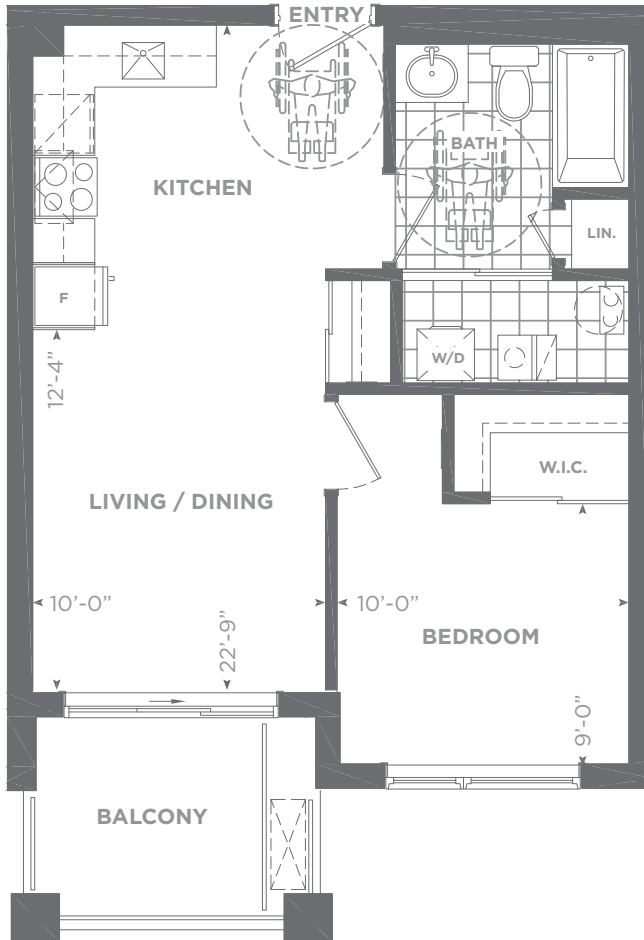 ENTRY
BATH
KITCHEN
LIN.
F
W/D
12'-4"
W.I.C.
LIVING / DINING
10'-0"
10'-0"
22'-9"
BEDROOM
9'-0"
BALCONY